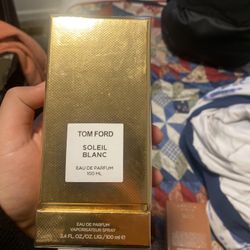 TOM FORD
SOLEIL
BLANC
EAU DE PARFUM
100 ML
EAU DE PARFUM
VAPORISATEUR SPRAY
3.4 FL.OZ./OZ.LIQ./100 ml ℮